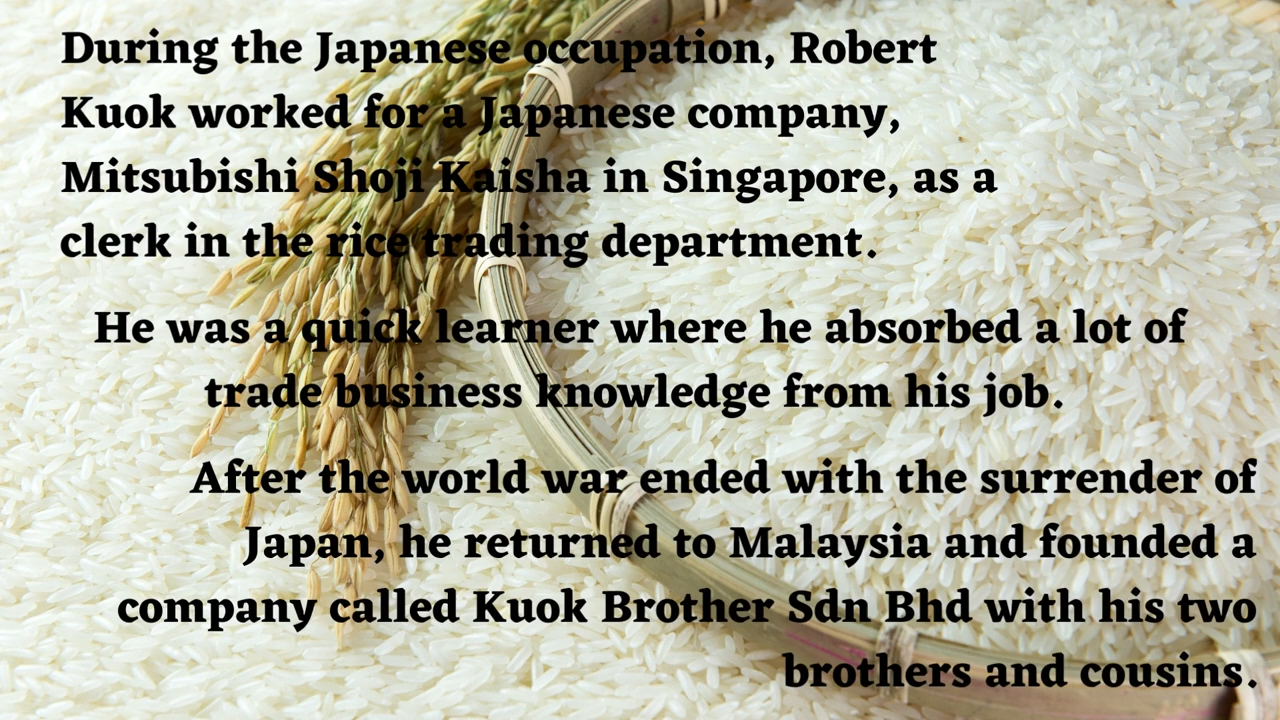 During the Japanese occupation, Robert
Kuok worked for a Japanese company,
Mitsubishi Shoji Kaisha in Singapore, as a
clerk in the rice trading department.
He was a quick learner where he absorbed a lot of
trade business knowledge from his job.
After the world war ended with the surrender of
Japan, he returned to Malaysia and founded a
company called Kuok Brother Sdn Bhd with his two
brothers and cousins.